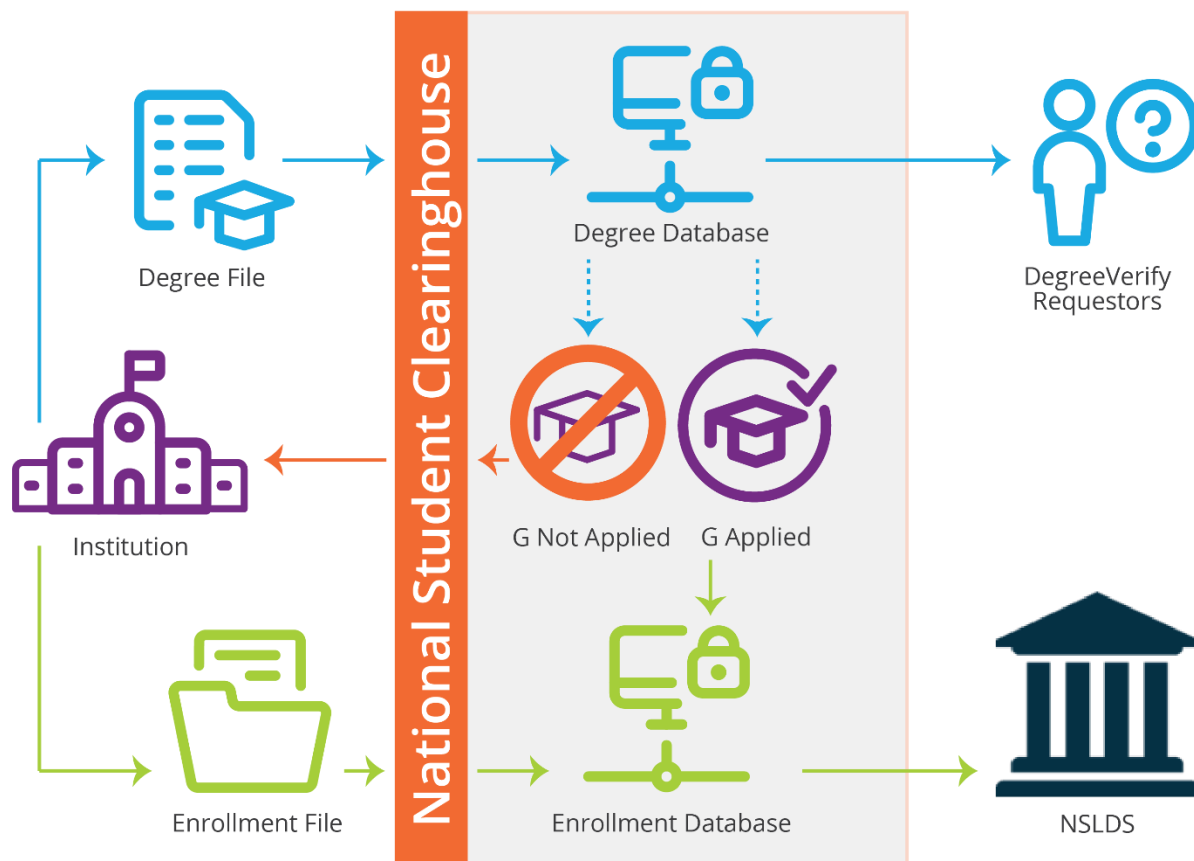 National Student Clearinghouse
Degree File
Degree Database
DegreeVerify
Requestors
Institution
G Not Applied
G Applied
Enrollment File
Enrollment Database
NSLDS